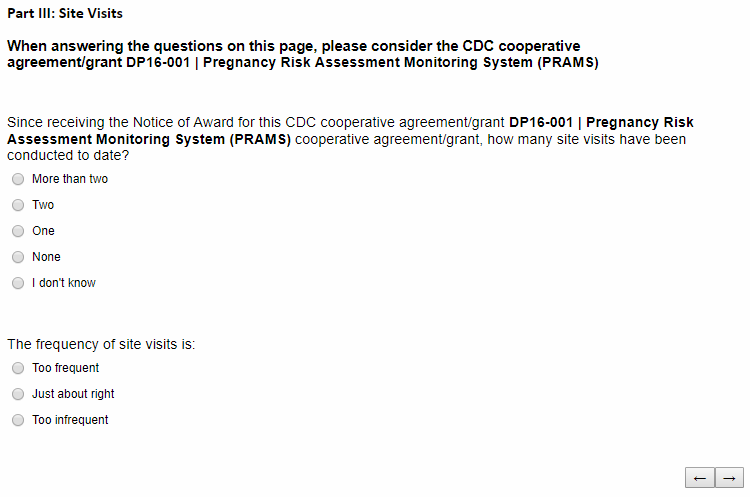 Part III: Site Visits
When answering the questions on this page, please consider the CDC cooperative
agreement/grant DP16-001 | Pregnancy Risk Assessment Monitoring System (PRAMS)
Since receiving the Notice of Award for this CDC cooperative agreement/grant DP16-001 | Pregnancy Risk
Assessment Monitoring System (PRAMS) cooperative agreement/grant, how many site visits have been
conducted to date?
More than two
Two
One
None
I don't know
The frequency of site visits is:
Too frequent
Just about right
Too infrequent
← →